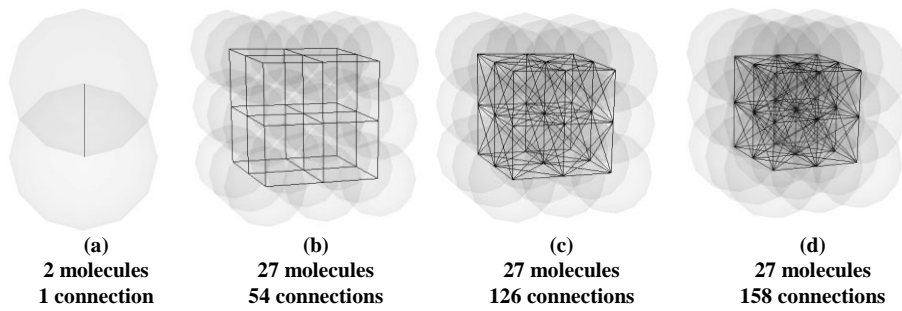 (a)
2 molecules
1 connection
(b)
27 molecules
54 connections
(c)
27 molecules
126 connections
(d)
27 molecules
158 connections